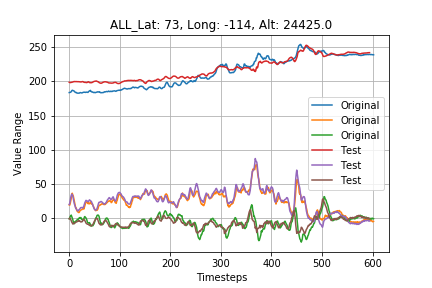 ALL_Lat: 73, Long: -114, Alt: 24425.0
Value Range
250
200
150
100
50
0
Original
Original
Original
Test
Test
Test
0
100
200
300
400
500
600
Timesteps